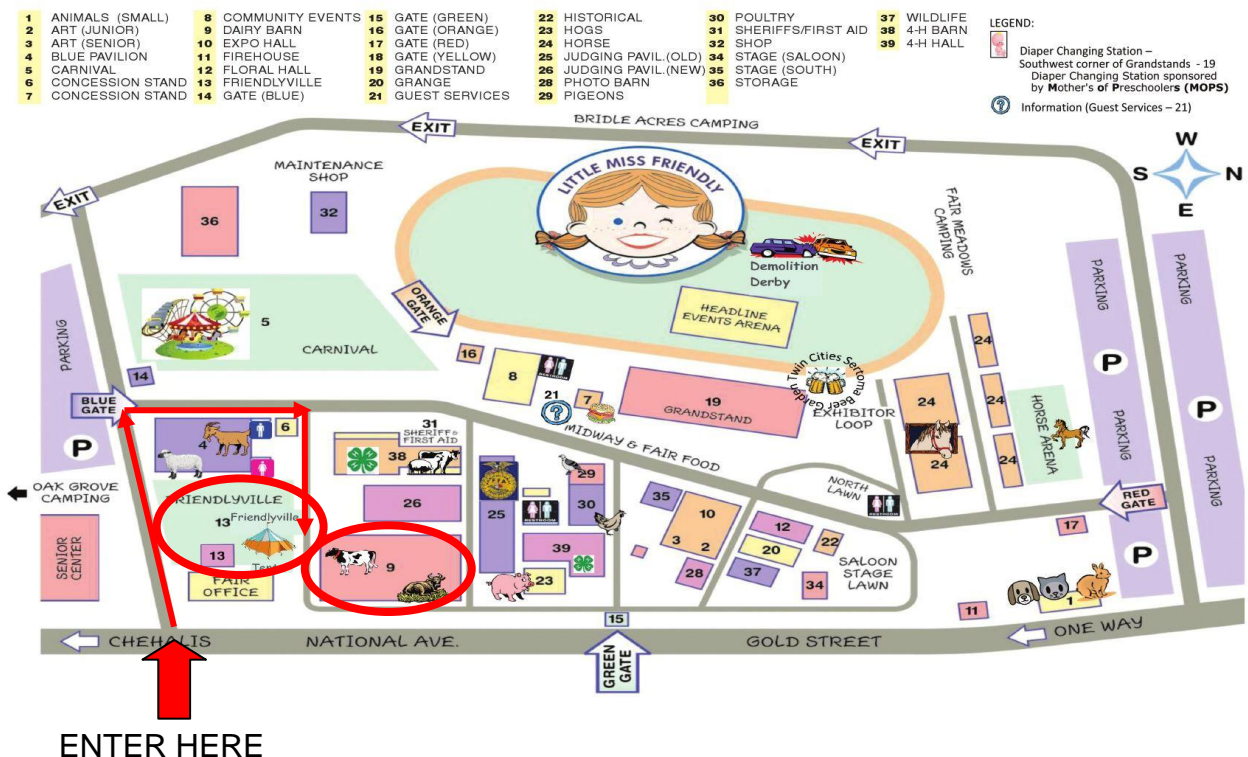 1 ANIMALS (SMALL)
2 ART (JUNIOR)
3 ART (SENIOR)
4 BLUE PAVILION
5 CARNIVAL
6 CONCESSION STAND
7 CONCESSION STAND
8 COMMUNITY EVENTS
9 DAIRY BARN
10 EXPO HALL
11 FIREHOUSE
12 FLORAL HALL
13 FRIENDLYVILLE
14 GATE (BLUE)
15 GATE (GREEN)
16 GATE (ORANGE)
17 GATE (RED)
18 GATE (YELLOW)
19 GRANDSTAND
20 GRANGE
21 GUEST SERVICES
22 HISTORICAL
23 HOGS
24 HORSE
25 JUDGING PAVIL.(OLD)
26 JUDGING PAVIL.(NEW)
28 PHOTO BARN
29 PIGEONS
30 POULTRY
31 SHERIFFS/FIRST AID
32 SHOP
34 STAGE (SALOON)
35 STAGE (SOUTH)
36 STORAGE
37 WILDLIFE
38 4-H BARN
39 4-H HALL
LEGEND:
Diaper Changing Station –
Southwest corner of Grandstands - 19
Diaper Changing Station sponsored
by Mother's of Preschoolers (MOPS)
? Information (Guest Services – 21)
BRIDLE ACRES CAMPING
EXIT
EXIT
EXIT
W
S
N
E
MAINTENANCE
SHOP
36
32
LITTLE MISS FRIENDLY
Demolition
Derby
HEADLINE
EVENTS ARENA
FAIR MEADOWS
CAMPING
PARKING
PARKING
P
P
PARKING
PARKING
P
PARKING
P
5
CARNIVAL
ORANGE
GATE
16
8
RESTROOM
21
?
7
19
GRANDSTAND
Twin Cities Sertoma Beer Garden
EXHIBITOR
LOOP
24
24
24
24
24
HORSE ARENA
14
BLUE
GATE
4
6
31
SHERIFF &
FIRST AID
38
MIDWAY & FAIR FOOD
NORTH
LAWN
RESTROOM
RED
GATE
17
OAK GROVE
CAMPING
SENIOR
CENTER
FRIENDLYVILLE
13
Friendlyville
Tent
13
FAIR
OFFICE
26
9
25
RESTROOM
29
30
39
23
35
10
3 2
28
12
20
37
22
34
SALOON
STAGE
LAWN
11
1
15
CHEHALIS
NATIONAL AVE.
GREEN
GATE
GOLD STREET
ONE WAY
ENTER HERE